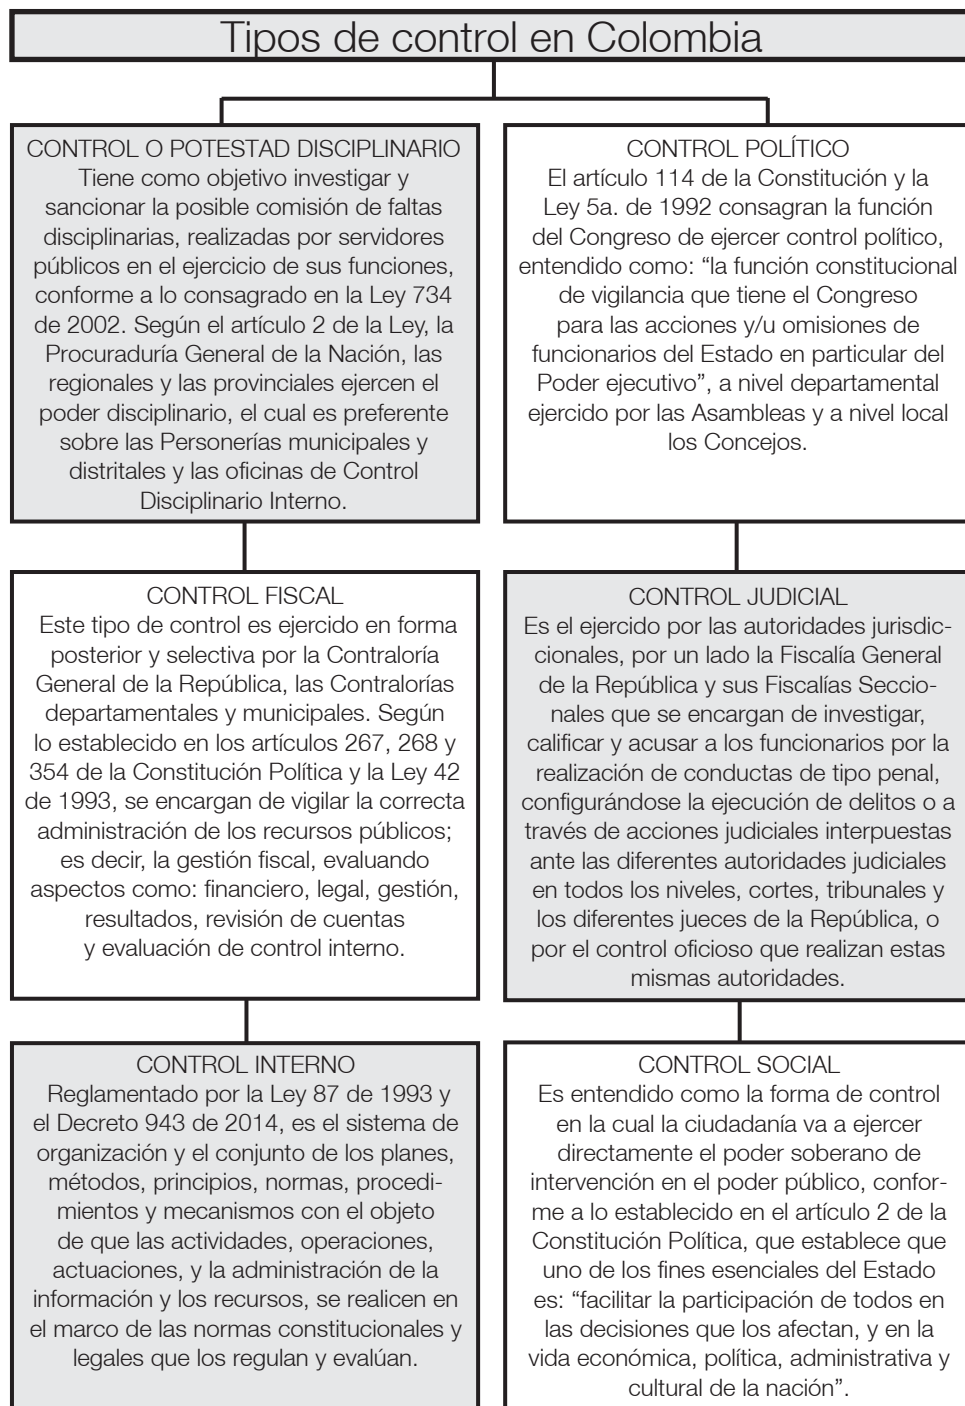 Tipos de control en Colombia
CONTROL O POTESTAD DISCIPLINARIO
Tiene como objetivo investigar y
sancionar la posible comisión de faltas
disciplinarias, realizadas por servidores
públicos en el ejercicio de sus funciones,
conforme a lo consagrado en la Ley 734
de 2002. Según el artículo 2 de la Ley, la
Procuraduría General de la Nación, las
regionales y las provinciales ejercen el
poder disciplinario, el cual es preferente
sobre las Personerías municipales y
distritales y las oficinas de Control
Disciplinario Interno.
CONTROL POLÍTICO
El artículo 114 de la Constitución y la
Ley 5a. de 1992 consagran la función
del Congreso de ejercer control político,
entendido como: “la función constitucional
de vigilancia que tiene el Congreso
para las acciones y/u omisiones de
funcionarios del Estado en particular del
Poder ejecutivo”, a nivel departamental
ejercido por las Asambleas y a nivel local
los Concejos.
CONTROL FISCAL
Este tipo de control es ejercido en forma
posterior y selectiva por la Contraloría
General de la República, las Contralorías
departamentales y municipales. Según
lo establecido en los artículos 267, 268 y
354 de la Constitución Política y la Ley 42
de 1993, se encargan de vigilar la correcta
administración de los recursos públicos;
es decir, la gestión fiscal, evaluando
aspectos como: financiero, legal, gestión,
resultados, revisión de cuentas
y evaluación de control interno.
CONTROL JUDICIAL
Es el ejercido por las autoridades jurisdic-
cionales, por un lado la Fiscalía General
de la República y sus Fiscalías Seccio-
nales que se encargan de investigar,
calificar y acusar a los funcionarios por la
realización de conductas de tipo penal,
configurándose la ejecución de delitos o a
través de acciones judiciales interpuestas
ante las diferentes autoridades judiciales
en todos los niveles, cortes, tribunales y
los diferentes jueces de la República, o
por el control oficioso que realizan estas
mismas autoridades.
CONTROL INTERNO
Reglamentado por la Ley 87 de 1993 y
el Decreto 943 de 2014, es el sistema de
organización y el conjunto de los planes,
métodos, principios, normas, procedi-
mientos y mecanismos con el objeto
de que las actividades, operaciones,
actuaciones, y la administración de la
información y los recursos, se realicen en
el marco de las normas constitucionales y
legales que los regulan y evalúan.
CONTROL SOCIAL
Es entendido como la forma de control
en la cual la ciudadanía va a ejercer
directamente el poder soberano de
intervención en el poder público, confor-
me a lo establecido en el artículo 2 de la
Constitución Política, que establece que
uno de los fines esenciales del Estado
es: “facilitar la participación de todos en
las decisiones que los afectan, y en la
vida económica, política, administrativa y
cultural de la nación”.